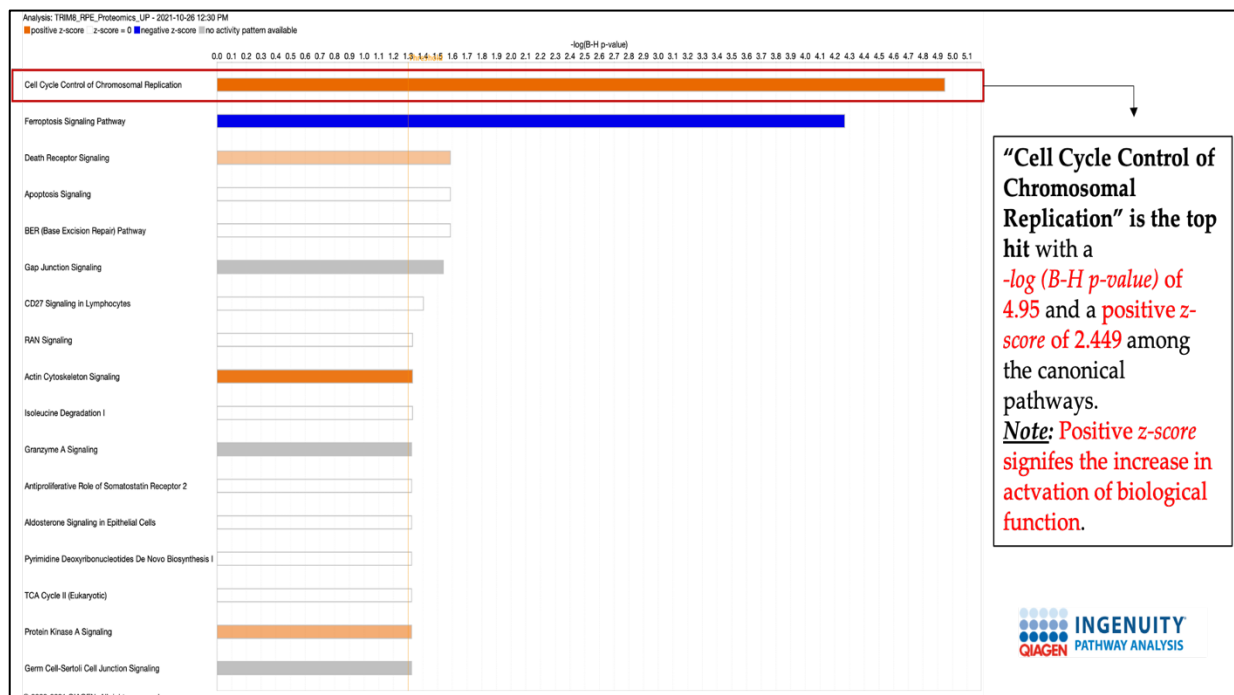 Analysis: TRIM8_RPE_Proteomics_UP - 2021-10-26 12:30 PM
positive z-score z-score = 0 negative z-score no activity pattern available
-log(B-H p-value)
0.0 0.1 0.2 0.3 0.4 0.5 0.6 0.7 0.8 0.9 1.0 1.1 1.2 1.3 1.4 1.5 1.6 1.7 1.8 1.9 2.0 2.1 2.2 2.3 2.4 2.5 2.6 2.7 2.8 2.9 3.0 3.1 3.2 3.3 3.4 3.5 3.6 3.7 3.8 3.9 4.0 4.1 4.2 4.3 4.4 4.5 4.6 4.7 4.8 4.9 5.0 5.1
Cell Cycle Control of Chromosomal Replication
Ferroptosis Signaling Pathway
Death Receptor Signaling
Apoptosis Signaling
BER (Base Excision Repair) Pathway
Gap Junction Signaling
CD27 Signaling in Lymphocytes
RAN Signaling
Actin Cytoskeleton Signaling
Isoleucine Degradation I
Granzyme A Signaling
Antiproliferative Role of Somatostatin Receptor 2
Aldosterone Signaling in Epithelial Cells
Pyrimidine Deoxyribonucleotides De Novo Biosynthesis I
TCA Cycle II (Eukaryotic)
Protein Kinase A Signaling
Germ Cell-Sertoli Cell Junction Signaling
“Cell Cycle Control of
Chromosomal
Replication” is the top
hit with a
-log (B-H p-value) of
4.95 and a positive z-
score of 2.449 among
the canonical
pathways.
Note: Positive z-score
signifes the increase in
actvation of biological
function.
QIAGEN
INGENUITY
PATHWAY ANALYSIS